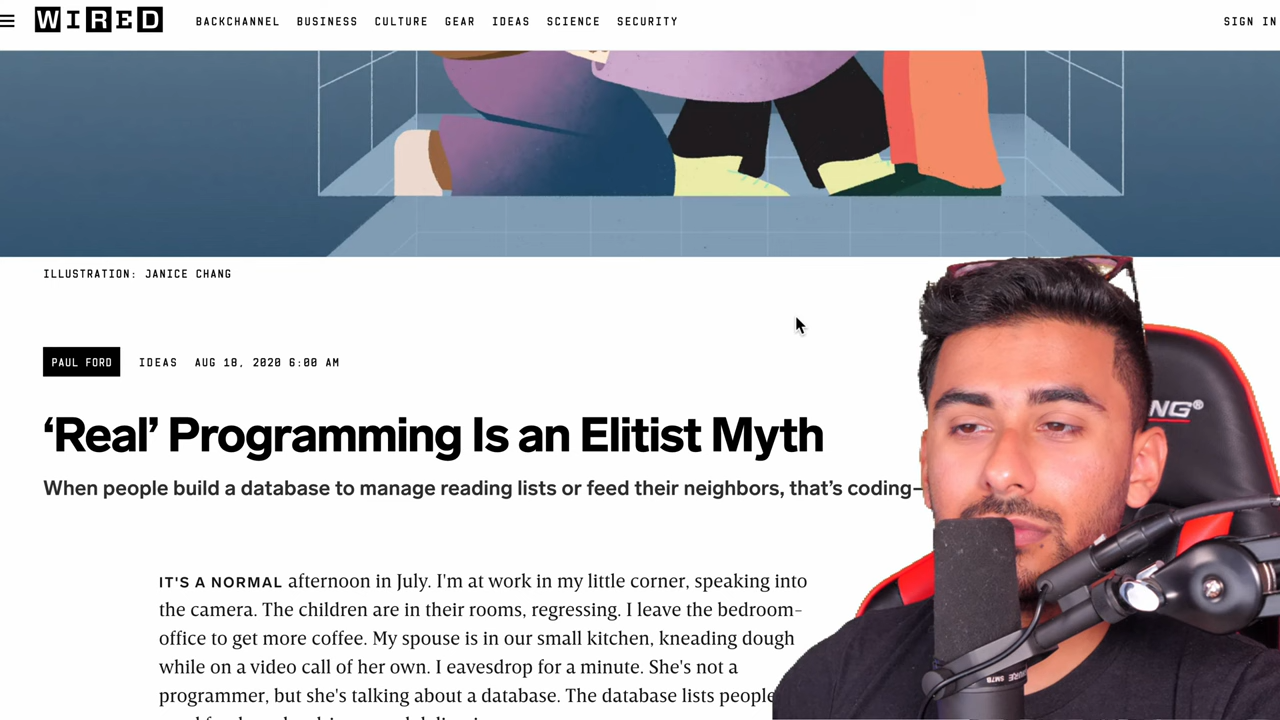 WIRED
BACKCHANNEL BUSINESS CULTURE GEAR IDEAS SCIENCE SECURITY
SIGN IN
ILLUSTRATION: JANICE CHANG
PAUL FORD IDEAS AUG 18, 2020 6:00 AM
‘Real’ Programming Is an Elitist Myth
When people build a database to manage reading lists or feed their neighbors, that’s coding—
IT'S A NORMAL afternoon in July. I'm at work in my little corner, speaking into
the camera. The children are in their rooms, regressing. I leave the bedroom-
office to get more coffee. My spouse is in our small kitchen, kneading dough
while on a video call of her own. I eavesdrop for a minute. She's not a
programmer, but she's talking about a database. The database lists people
NG®
SM7B